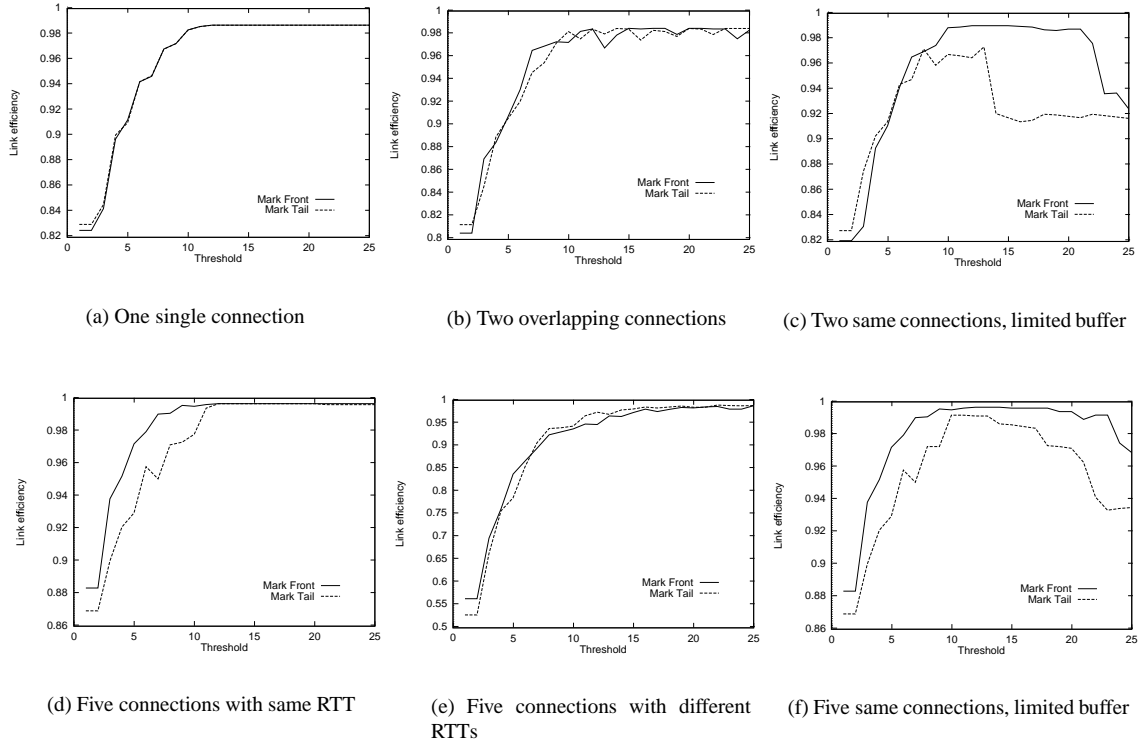 1
0.98
0.96
0.94
0.92
0.9
0.88
0.86
0.84
0.82
0 5 10 15 20 25
Link efficiency
Threshold
Mark Front
Mark Tail
(a) One single connection
1
0.98
0.96
0.94
0.92
0.9
0.88
0.86
0.84
0.82
0.8
0 5 10 15 20 25
Link efficiency
Threshold
Mark Front
Mark Tail
(b) Two overlapping connections
1
0.98
0.96
0.94
0.92
0.9
0.88
0.86
0.84
0.82
0 5 10 15 20 25
Link efficiency
Threshold
Mark Front
Mark Tail
(c) Two same connections, limited buffer
1
0.98
0.96
0.94
0.92
0.9
0.88
0.86
0 5 10 15 20 25
Link efficiency
Threshold
Mark Front
Mark Tail
(d) Five connections with same RTT
1
0.95
0.9
0.85
0.8
0.75
0.7
0.65
0.6
0.55
0.5
0 5 10 15 20 25
Link efficiency
Threshold
Mark Front
Mark Tail
(e) Five connections with different
RTTs
1
0.98
0.96
0.94
0.92
0.9
0.88
0.86
0 5 10 15 20 25
Link efficiency
Threshold
Mark Front
Mark Tail
(f) Five same connections, limited buffer